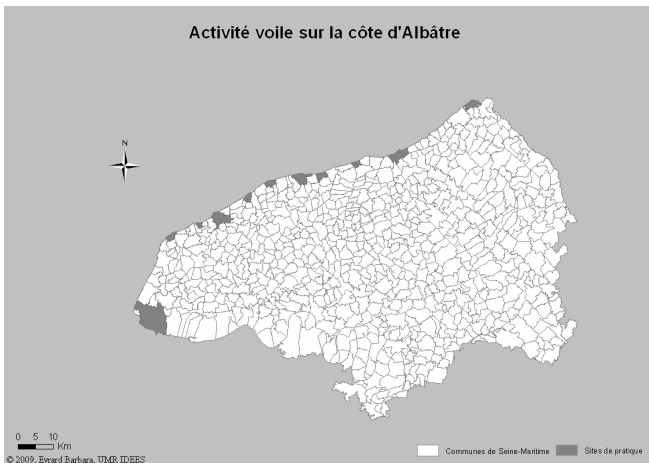 Activité voile sur la côte d'Albâtre
N
0 5 10
Km
Communes de Seine-Maritime
Sites de pratique
© 2009, Evrard Barbara, UMR IDEES